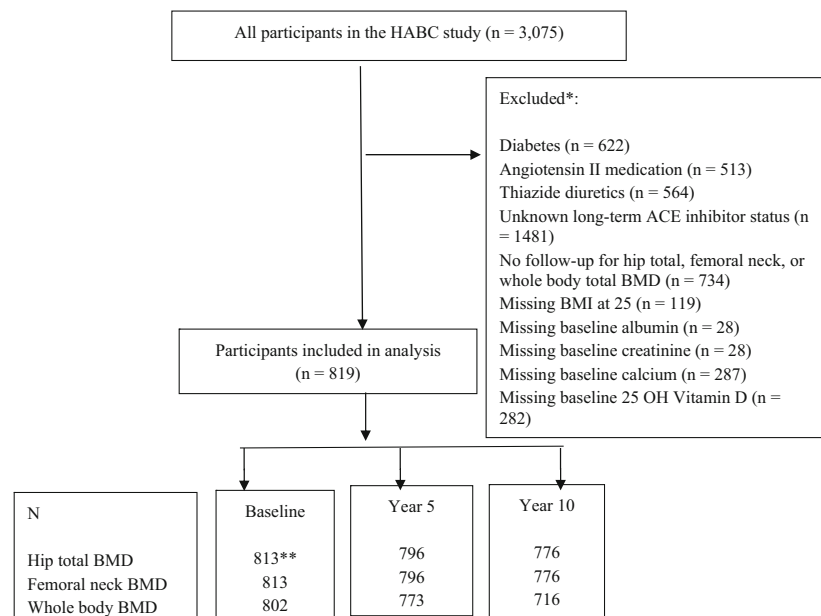 All participants in the HABC study (n = 3,075)
Excluded*:
Diabetes (n = 622)
Angiotensin II medication (n = 513)
Thiazide diuretics (n = 564)
Unknown long-term ACE inhibitor status (n
= 1481)
No follow-up for hip total, femoral neck, or
whole body total BMD (n = 734)
Missing BMI at 25 (n = 119)
Missing baseline albumin (n = 28)
Missing baseline creatinine (n = 28)
Missing baseline calcium (n = 287)
Missing baseline 25 OH Vitamin D (n =
282)
Participants included in analysis
(n = 819)
N Baseline Year 5 Year 10
Hip total BMD 813** 796 776
Femoral neck BMD 813 796 776
Whole body BMD 802 773 716